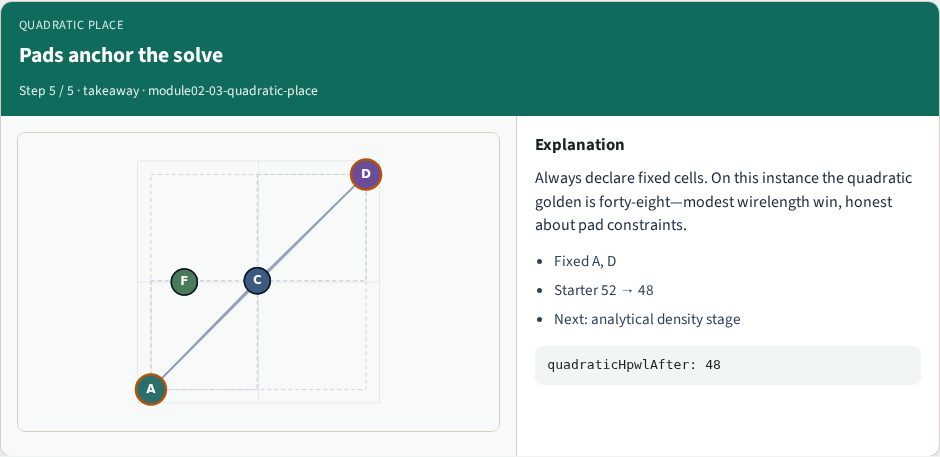 QUADRATIC PLACE
Pads anchor the solve
Step 5 / 5 · takeaway · module02-03-quadratic-place
D
F
C
A
Explanation
Always declare fixed cells. On this instance the quadratic
golden is forty-eight—modest wirelength win, honest
about pad constraints.
• Fixed A, D
• Starter 52 → 48
• Next: analytical density stage
quadraticHpwlAfter: 48